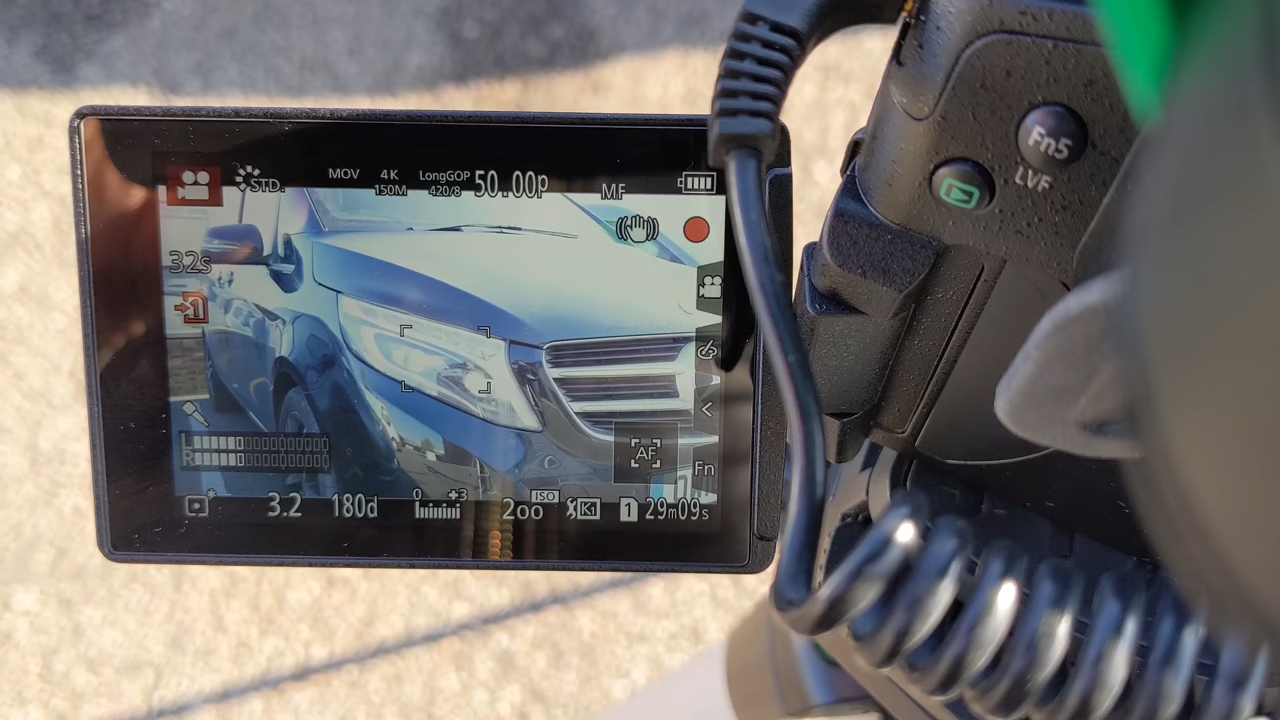 STD. MOV 4K LongGOP 50.00p MF
150M 420/8
32s
L
R
AF
Fn
0 +3 ISO
3.2 180d 200 K1 1 29m09s
Fn5
LVF